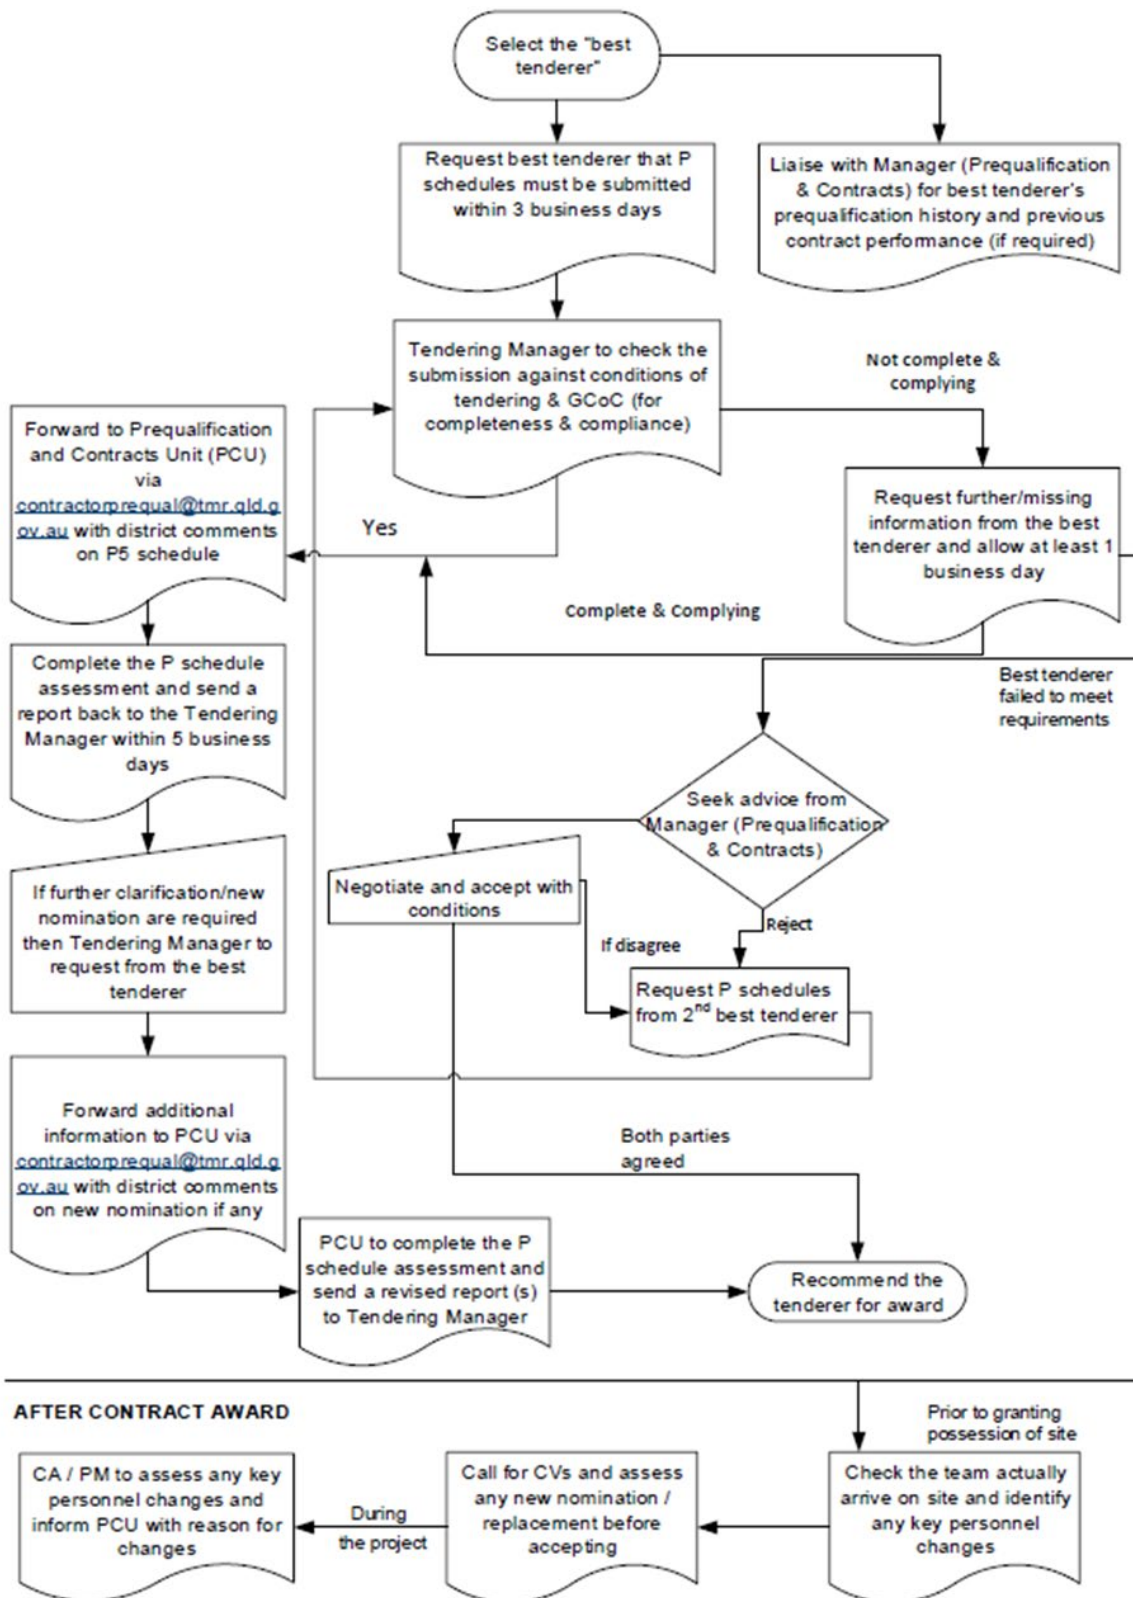 Select the "best
tenderer"
Request best tenderer that P
schedules must be submitted
within 3 business days
Liaise with Manager (Prequalification
& Contracts) for best tenderer's
prequalification history and previous
contract performance (if required)
Tendering Manager to check the
submission against conditions of
tendering & GCoC (for
completeness & compliance)
Not complete &
complying
Forward to Prequalification
and Contracts Unit (PCU)
via
contractorprequal@tmr.qld.g
ov.au with district comments
on P5 schedule
Yes
Request further/missing
information from the best
tenderer and allow at least 1
business day
Complete & Complying
Complete the P schedule
assessment and send a
report back to the Tendering
Manager within 5 business
days
Best tenderer
failed to meet
requirements
Seek advice from
Manager (Prequalification
& Contracts)
If further clarification/new
nomination are required
then Tendering Manager to
request from the best
tenderer
Negotiate and accept with
conditions
Reject
If disagree
Request P schedules
from 2nd best tenderer
Forward additional
information to PCU via
contractorprequal@tmr.qld.g
ov.au with district comments
on new nomination if any
Both parties
agreed
PCU to complete the P
schedule assessment and
send a revised report (s)
to Tendering Manager
Recommend the
tenderer for award
AFTER CONTRACT AWARD
Prior to granting
possession of site
CA / PM to assess any key
personnel changes and
inform PCU with reason for
changes
During
the project
Call for CVs and assess
any new nomination /
replacement before
accepting
Check the team actually
arrive on site and identify
any key personnel
changes